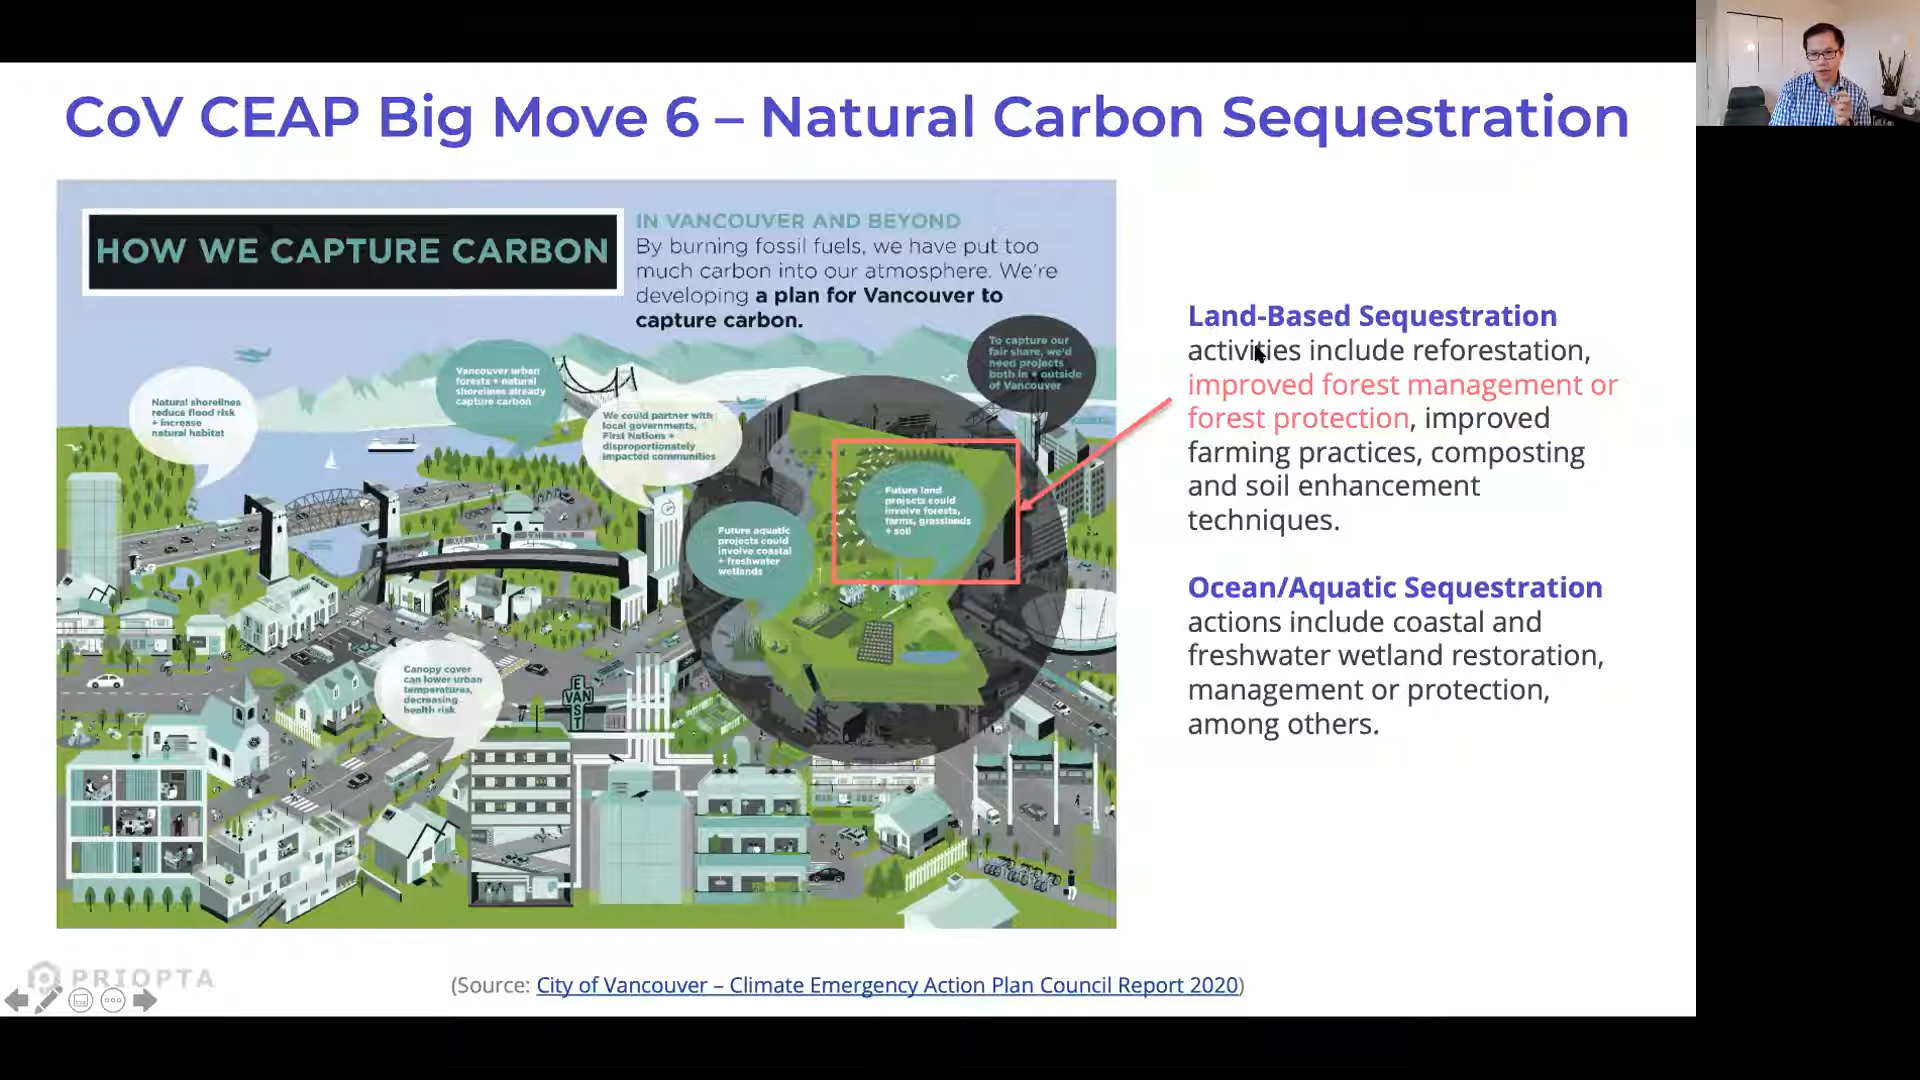 CoV CEAP Big Move 6 – Natural Carbon Sequestration
HOW WE CAPTURE CARBON
IN VANCOUVER AND BEYOND
By burning fossil fuels, we have put too
much carbon into our atmosphere. We're
developing a plan for Vancouver to
capture carbon.
To capture our
fair share, we'd
need projects
both in + outside
of Vancouver
Vancouver urban
forests + natural
shorelines already
capture carbon
Natural shorelines
reduce flood risk
+ increase
natural habitat
We could partner with
local governments,
First Nations +
disproportionately
impacted communities
Future land
projects could
involve forests,
farms, grasslands
+ soil
Future aquatic
projects could
involve coastal
+ freshwater
wetlands
Canopy cover
can lower urban
temperatures,
decreasing
health risk
EAST
VAN
Land-Based Sequestration
activities include reforestation,
improved forest management or
forest protection, improved
farming practices, composting
and soil enhancement
techniques.
Ocean/Aquatic Sequestration
actions include coastal and
freshwater wetland restoration,
management or protection,
among others.
PRIOPTA
(Source: City of Vancouver – Climate Emergency Action Plan Council Report 2020)